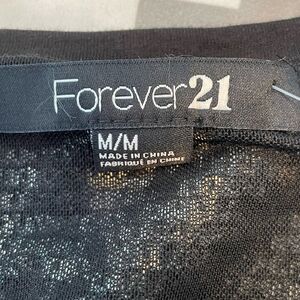 Forever21
M/M
MADE IN CHINA
FABRIQUÉ EN CHINE